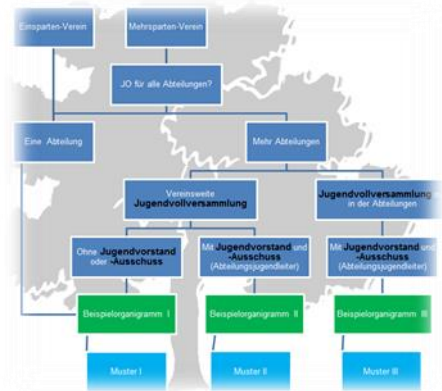 Einsparten-Verein
Mehrsparten-Verein
JO für alle Abteilungen?
Eine Abteilung
Mehr Abteilungen
Vereinsweite
Jugendvollversammlung
Jugendvollversammlung
in der Abteilungen
Ohne Jugendvorstand
oder -Ausschuss
Mit Jugendvorstand und
-Ausschuss
(Abteilungsjugendleiter)
Mit Jugendvorstand und
-Ausschuss
(Abteilungsjugendleiter)
Beispielorganigramm I
Beispielorganigramm II
Beispielorganigramm III
Muster I
Muster II
Muster III